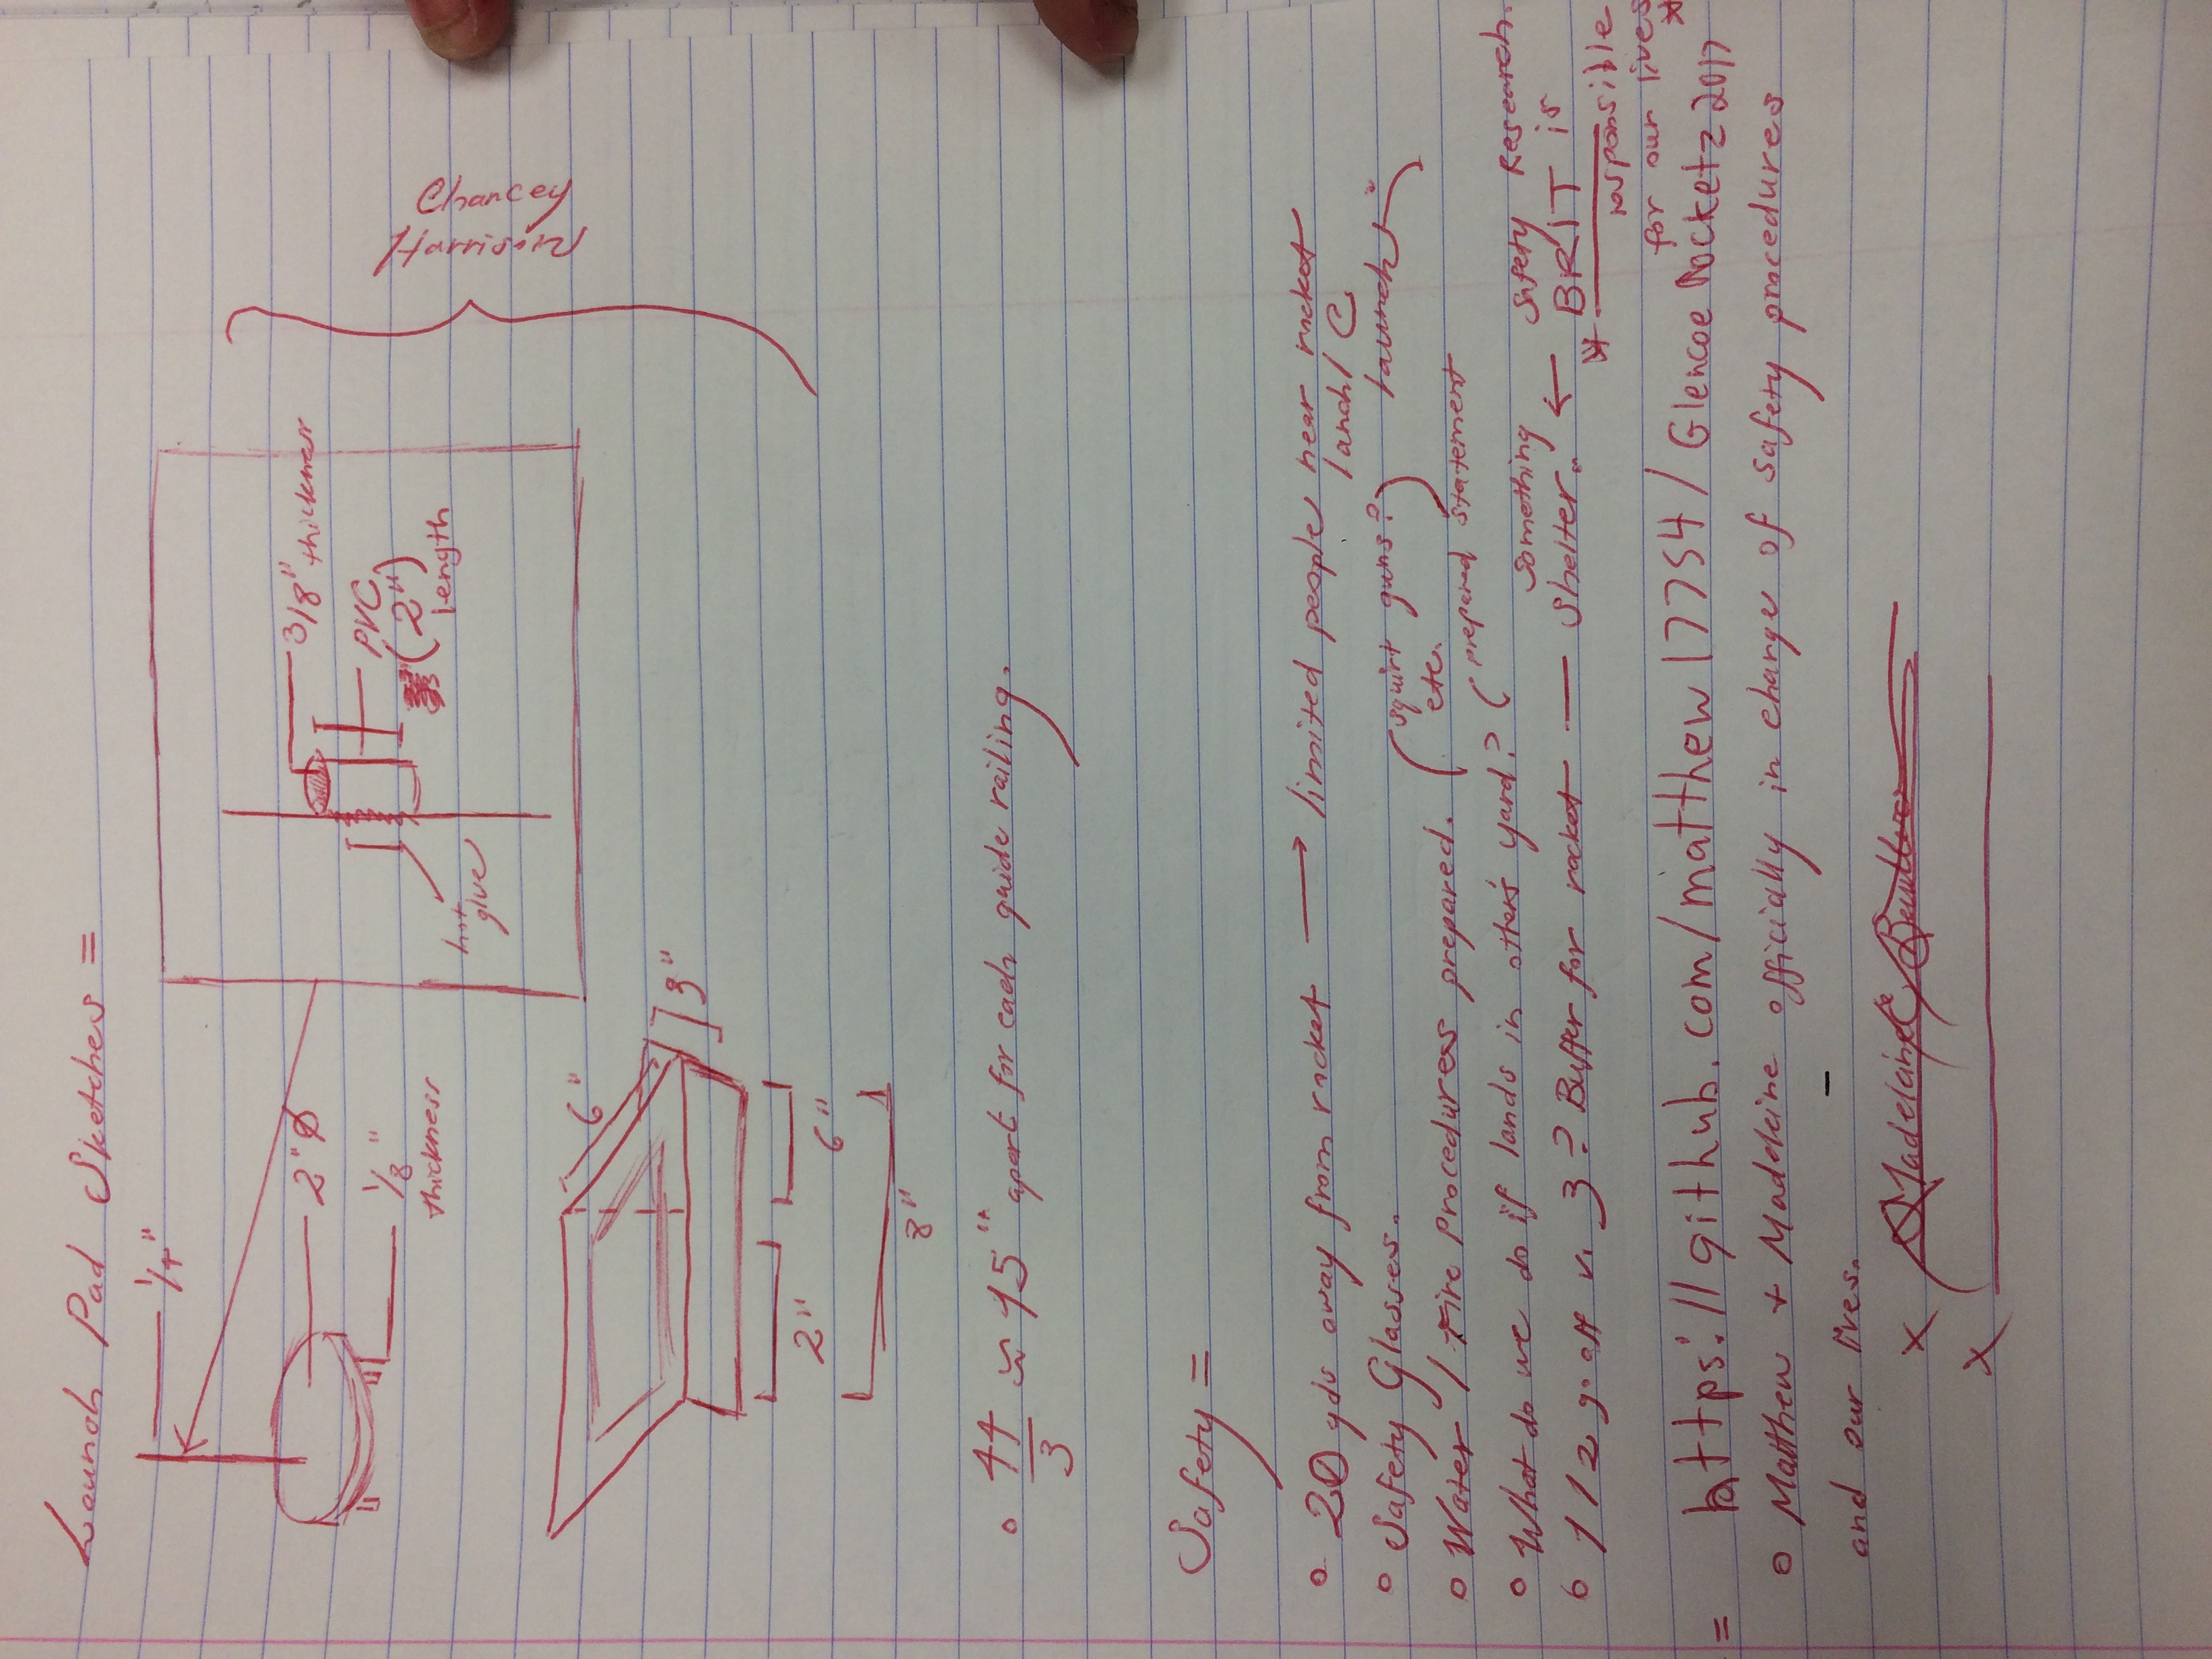 Launch Pad Sketches =
1/4"
2" Ø
1/8"
thickness
3/8" thickness
PVC
(2")
length
hot
glue
Chancey
Harrison
6"
3"
2"
6"
8"
° 44/3 ≈ 15" apart for each guide railing.
Safety =
° 20 yds away from rocket → limited people near rocket
lanch/
launch
° Safety Glasses.
(squirt guns?)
etc.
° Water / Fire Proceduress prepared.
(prepared statement
° What do we do if lands in other's yard?
° 1/2 go off v. 3? Buffer for rocket — something
shelter. ← Safety Research.
BRIT is
responsible
for our lives
*
= https://github.com/matthew17754/GlencoeRocketz2017
° Matthew + Madeleine officially in charge of safety procedures
and our lives.
x Madeleine
x